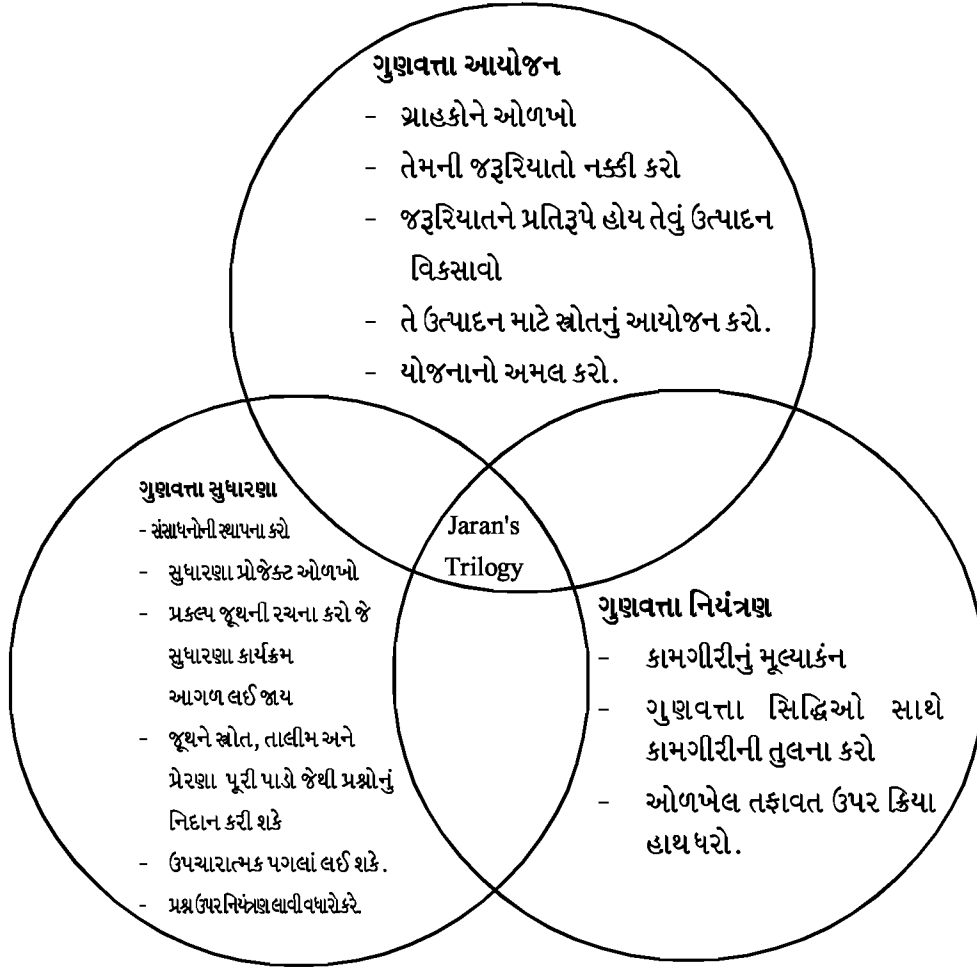 ગુણવત્તા આયોજન
- ગ્રાહકોને ઓળખો
- તેમની જરૂરિયાતો નક્કી કરો
- જરૂરિયાતને પ્રતિરૂપે હોય તેવું ઉત્પાદન
વિકસાવો
- તે ઉત્પાદન માટે સ્ત્રોતનું આયોજન કરો.
- યોજનાનો અમલ કરો.
ગુણવત્તા સુધારણા
- સંસાધનોની સ્થાપના કરો
- સુધારણા પ્રોજેક્ટ ઓળખો
- પ્રકલ્પ જૂથની રચના કરો જે
સુધારણા કાર્યક્રમ
આગળ લઈ જાય
- જૂથને સ્ત્રોત, તાલીમ અને
પ્રેરણા પૂરી પાડો જેથી પ્રશ્નોનું
નિદાન કરી શકે
- ઉપચારાત્મક પગલાં લઈ શકે.
- પ્રશ્ન ઉપર નિયંત્રણ લાવી વધારો કરે.
Jaran's
Trilogy
ગુણવત્તા નિયંત્રણ
- કામગીરીનું મૂલ્યાકંન
- ગુણવત્તા સિદ્ધિઓ સાથે
કામગીરીની તુલના કરો
- ઓળખેલ તફાવત ઉપર ક્રિયા
હાથ ધરો.